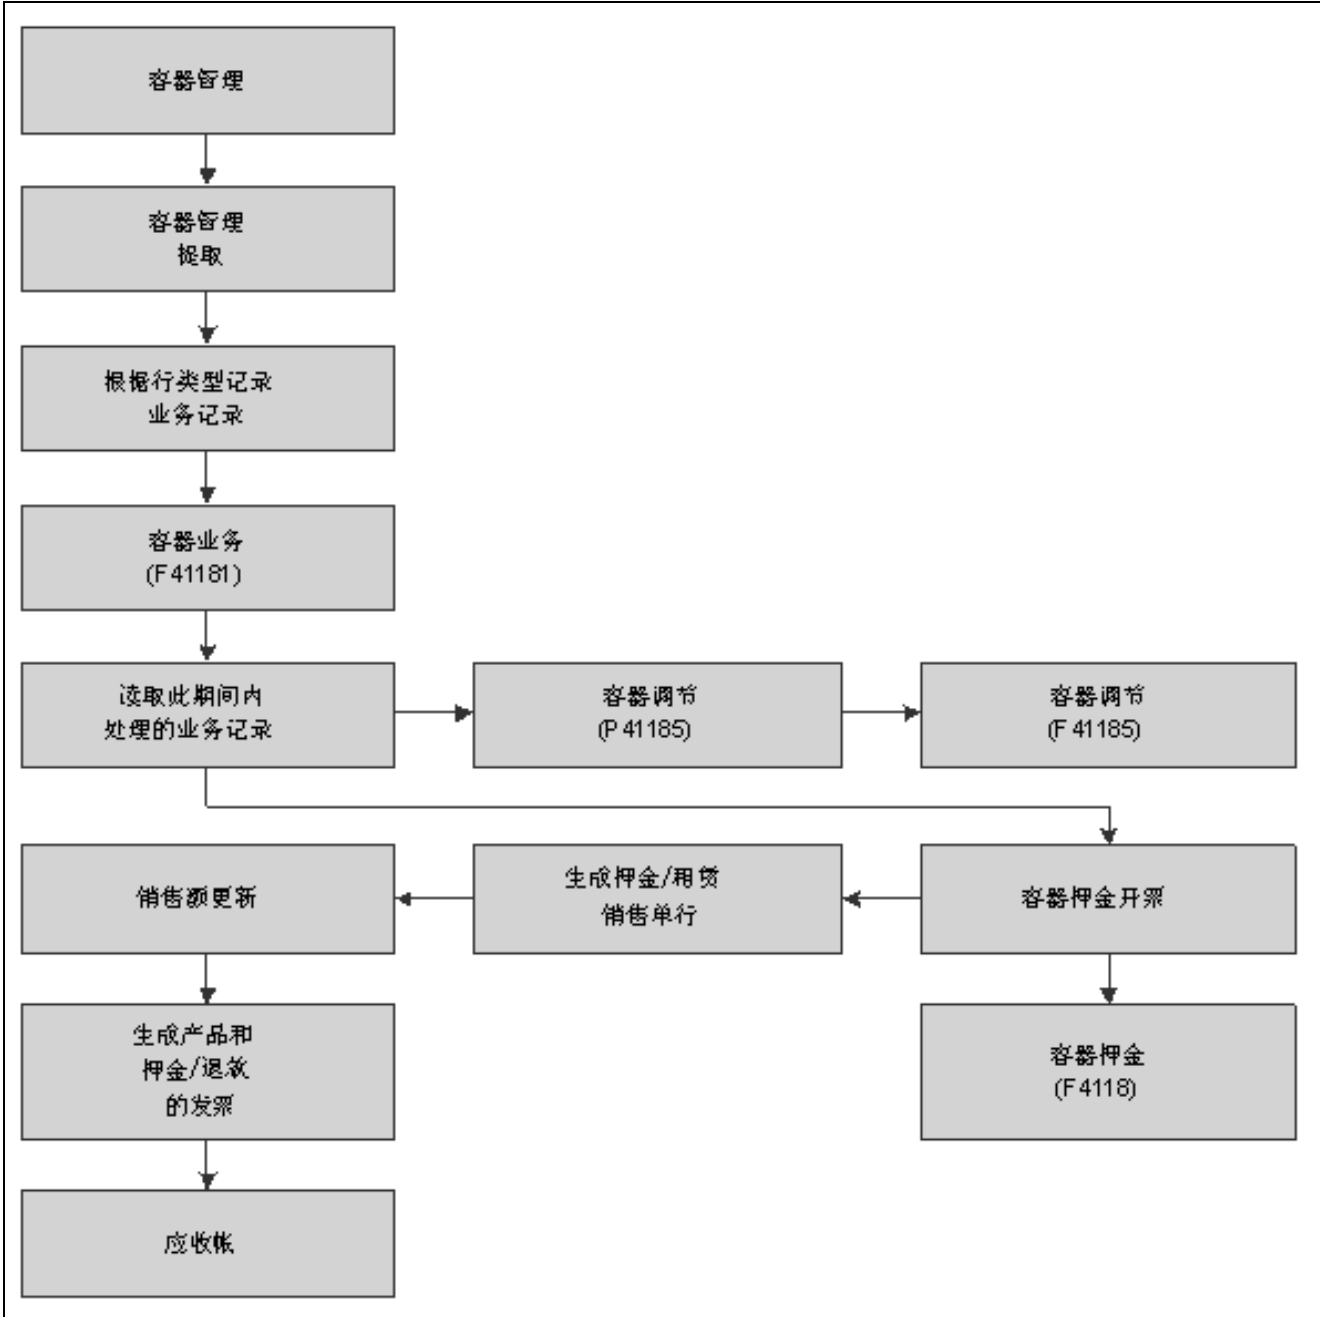 容器管理
容器管理
提取
根据行类型记录
业务记录
容器业务
(F41181)
读取此期间内
处理的业务记录
容器调节
(P41185)
容器调节
(F41185)
销售额更新
生成押金/租赁
销售单行
容器押金开票
生成产品和
押金/退款
的发票
容器押金
(F4118)
应收帐